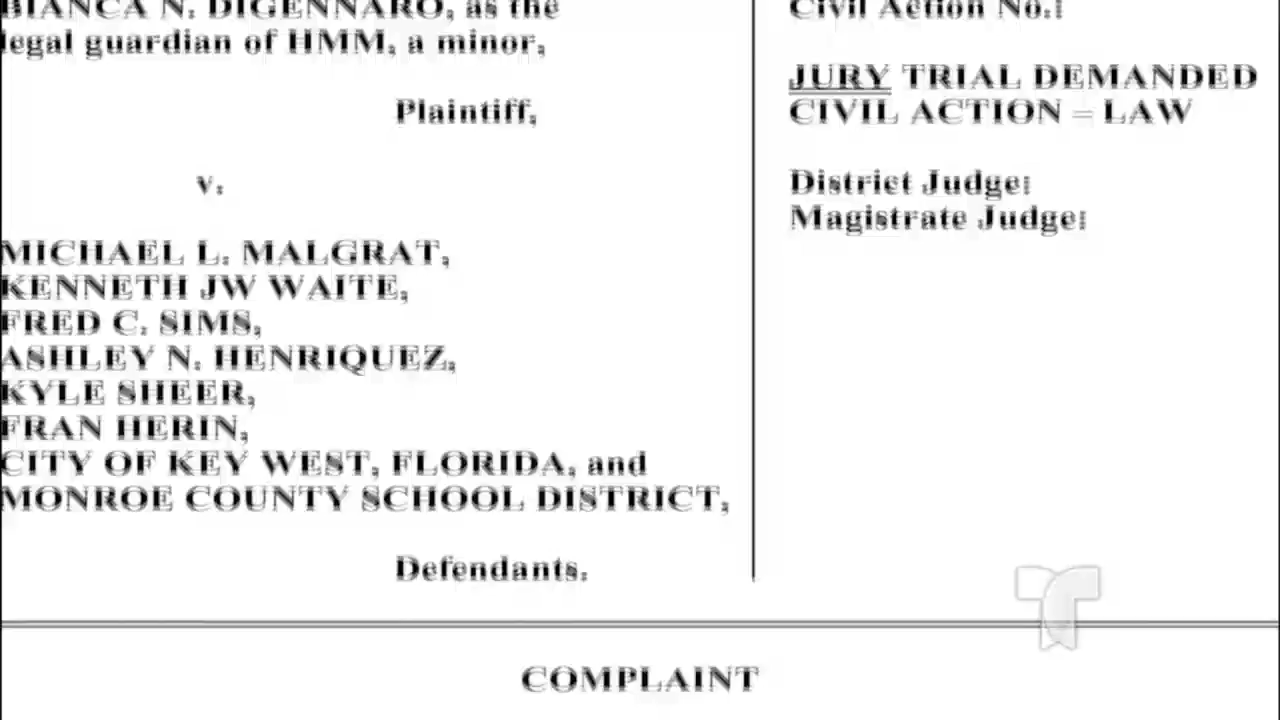 BIANCA N. DIGENNARO, as the
legal guardian of HMM, a minor,
Plaintiff,
v.
MICHAEL L. MALGRAT,
KENNETH JW WAITE,
FRED C. SIMS,
ASHLEY N. HENRIQUEZ,
KYLE SHEER,
FRAN HERIN,
CITY OF KEY WEST, FLORIDA, and
MONROE COUNTY SCHOOL DISTRICT,
Defendants.
Civil Action No.:
JURY TRIAL DEMANDED
CIVIL ACTION – LAW
District Judge:
Magistrate Judge:
COMPLAINT